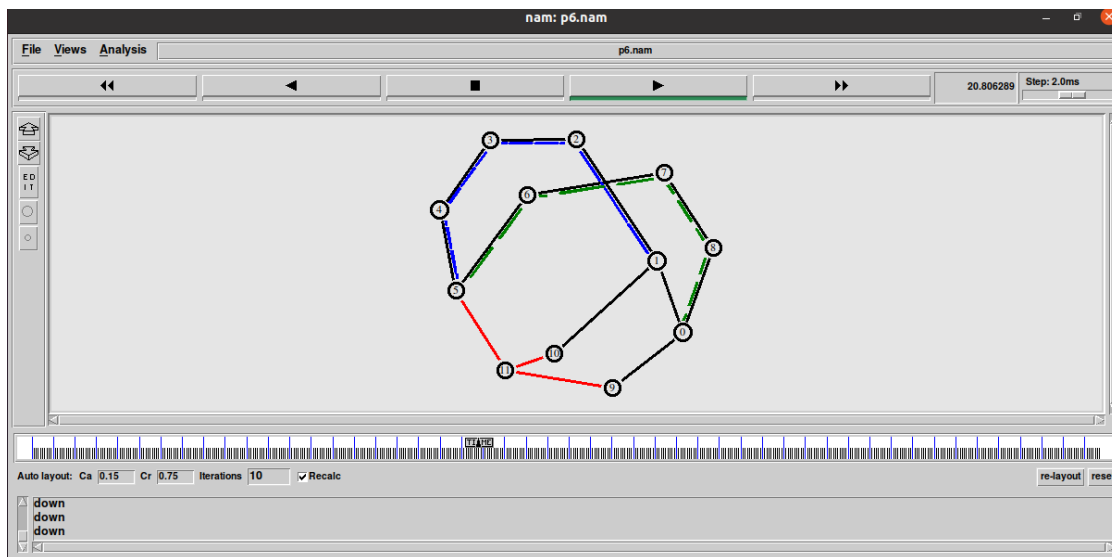 nam: p6.nam
File Views Analysis p6.nam
20.806289 Step: 2.0ms
ED
IT
3 2
7
6
4
8
1
5
0
10
11
9
TIME
Auto layout: Ca 0.15 Cr 0.75 Iterations 10 Recalc re-layout rese
down
down
down